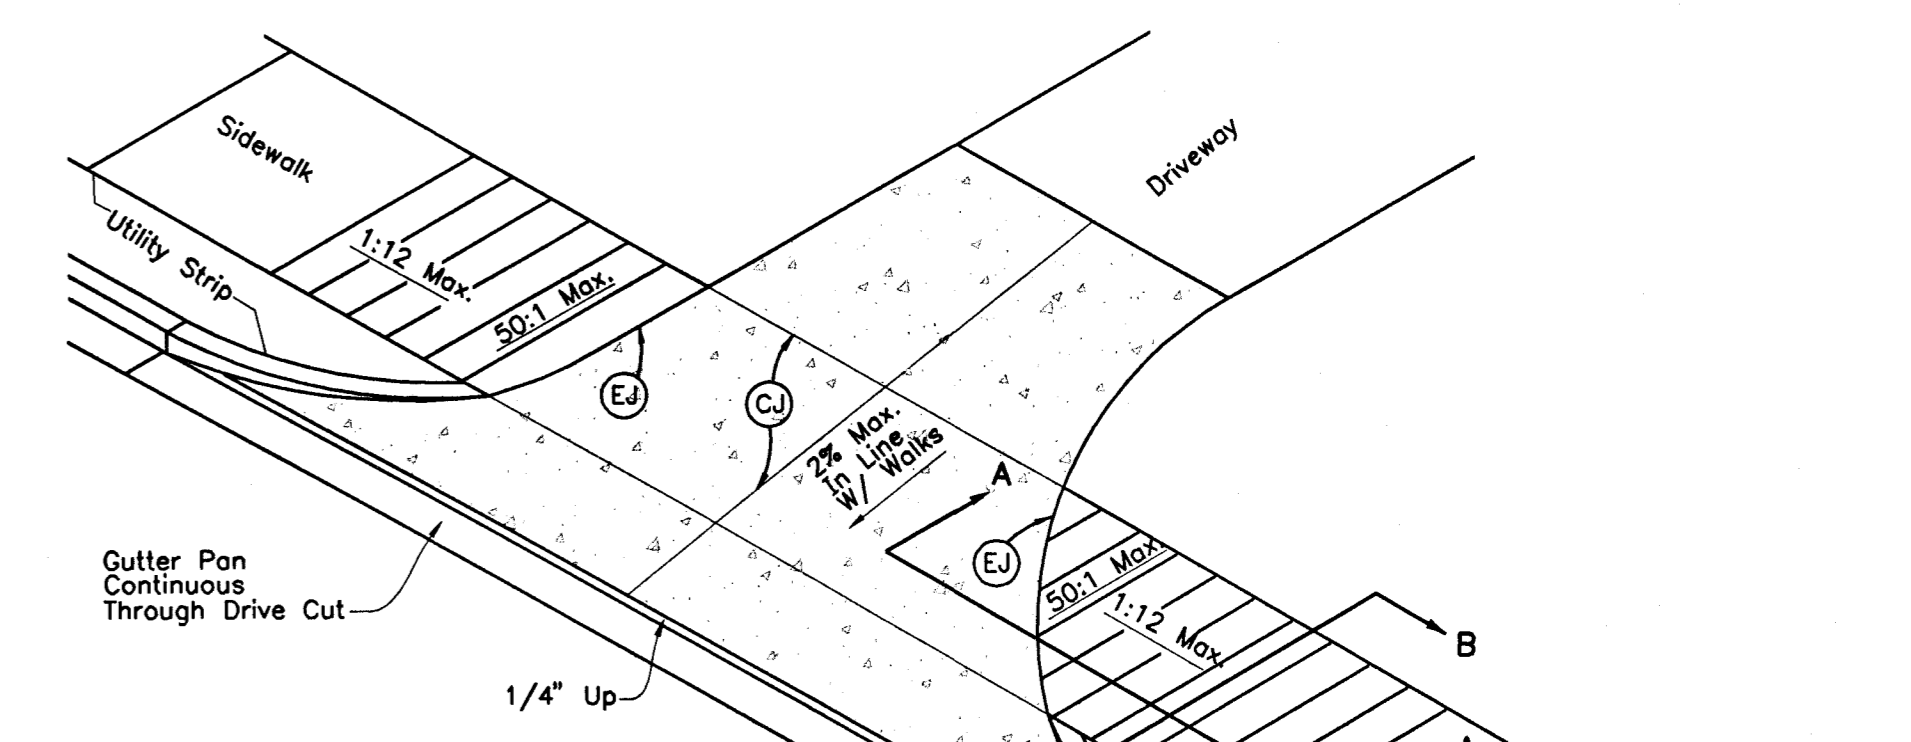 Sidewalk
Driveway
Utility Strip
1:12 Max.
50:1 Max.
EJ
CJ
2% Max.
In Line
W/ Walks
A
EJ
50:1 Max.
1:12 Max.
B
Gutter Pan
Continuous
Through Drive Cut
1/4" Up